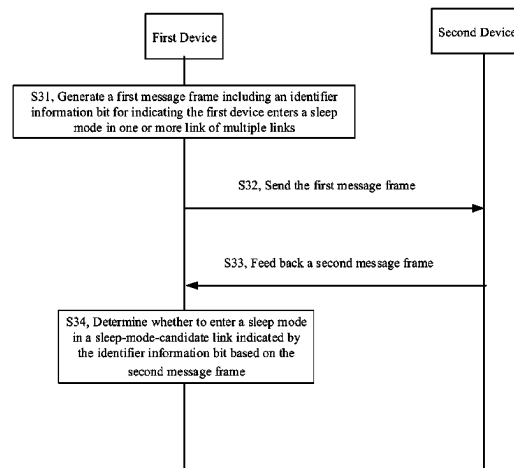 First Device
Second Device
S31, Generate a first message frame including an identifier
information bit for indicating the first device enters a sleep
mode in one or more link of multiple links
S32, Send the first message frame
S33, Feed back a second message frame
S34, Determine whether to enter a sleep mode
in a sleep-mode-candidate link indicated by
the identifier information bit based on the
second message frame